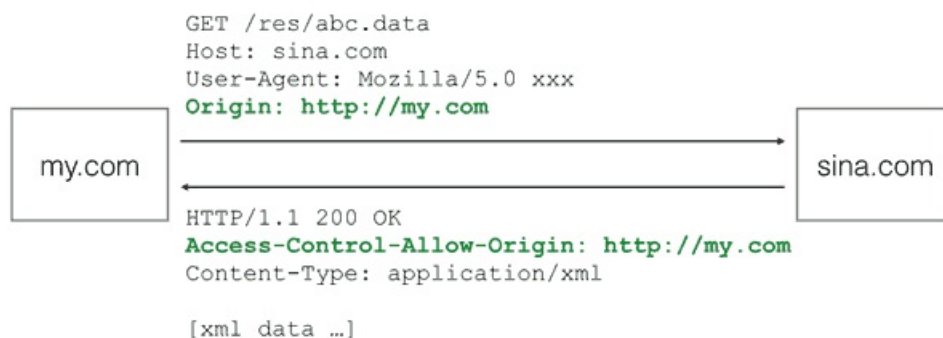 GET /res/abc.data
Host: sina.com
User-Agent: Mozilla/5.0 xxx
Origin: http://my.com
my.com
sina.com
HTTP/1.1 200 OK
Access-Control-Allow-Origin: http://my.com
Content-Type: application/xml
[xml data …]